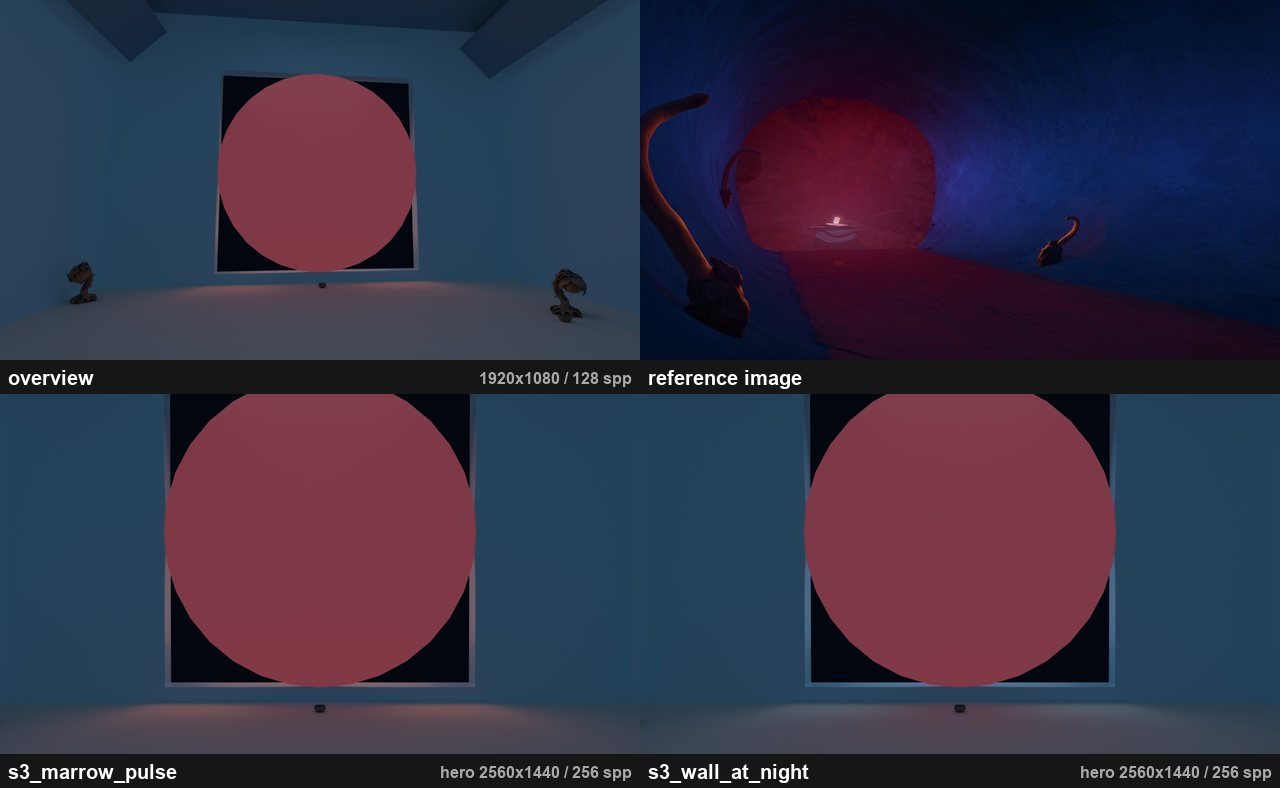 overview
1920x1080 / 128 spp
reference image
s3_marrow_pulse
hero 2560x1440 / 256 spp
s3_wall_at_night
hero 2560x1440 / 256 spp